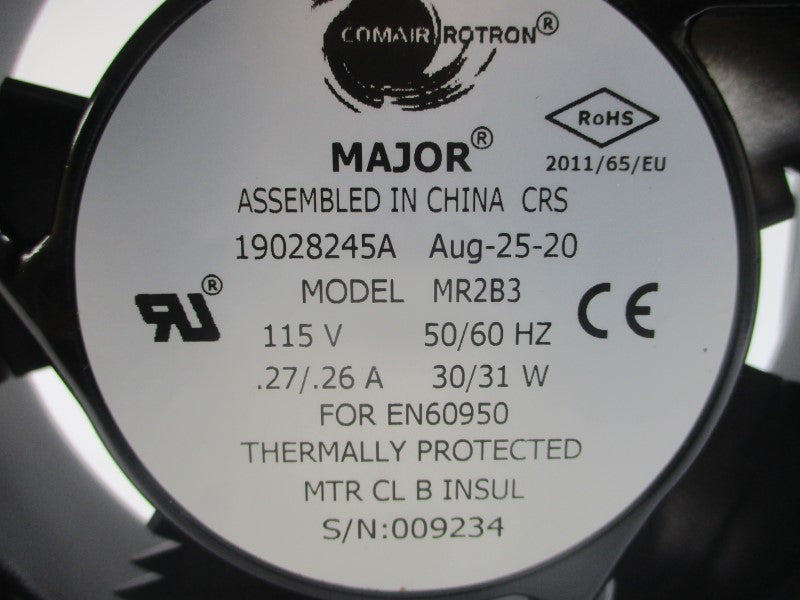 COMAIR ROTRON®
RoHS
2011/65/EU
MAJOR®
ASSEMBLED IN CHINA CRS
19028245A Aug-25-20
MODEL MR2B3
RU® CE
115 V 50/60 HZ
.27/.26 A 30/31 W
FOR EN60950
THERMALLY PROTECTED
MTR CL B INSUL
S/N:009234